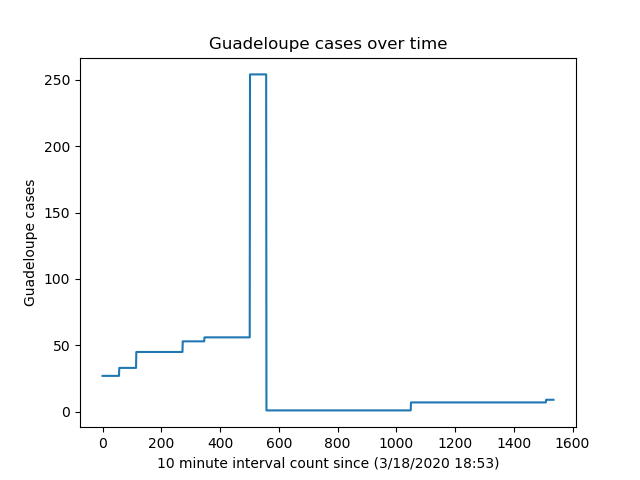 Guadeloupe cases over time
Guadeloupe cases
250
200
150
100
50
0
0 200 400 600 800 1000 1200 1400 1600
10 minute interval count since (3/18/2020 18:53)